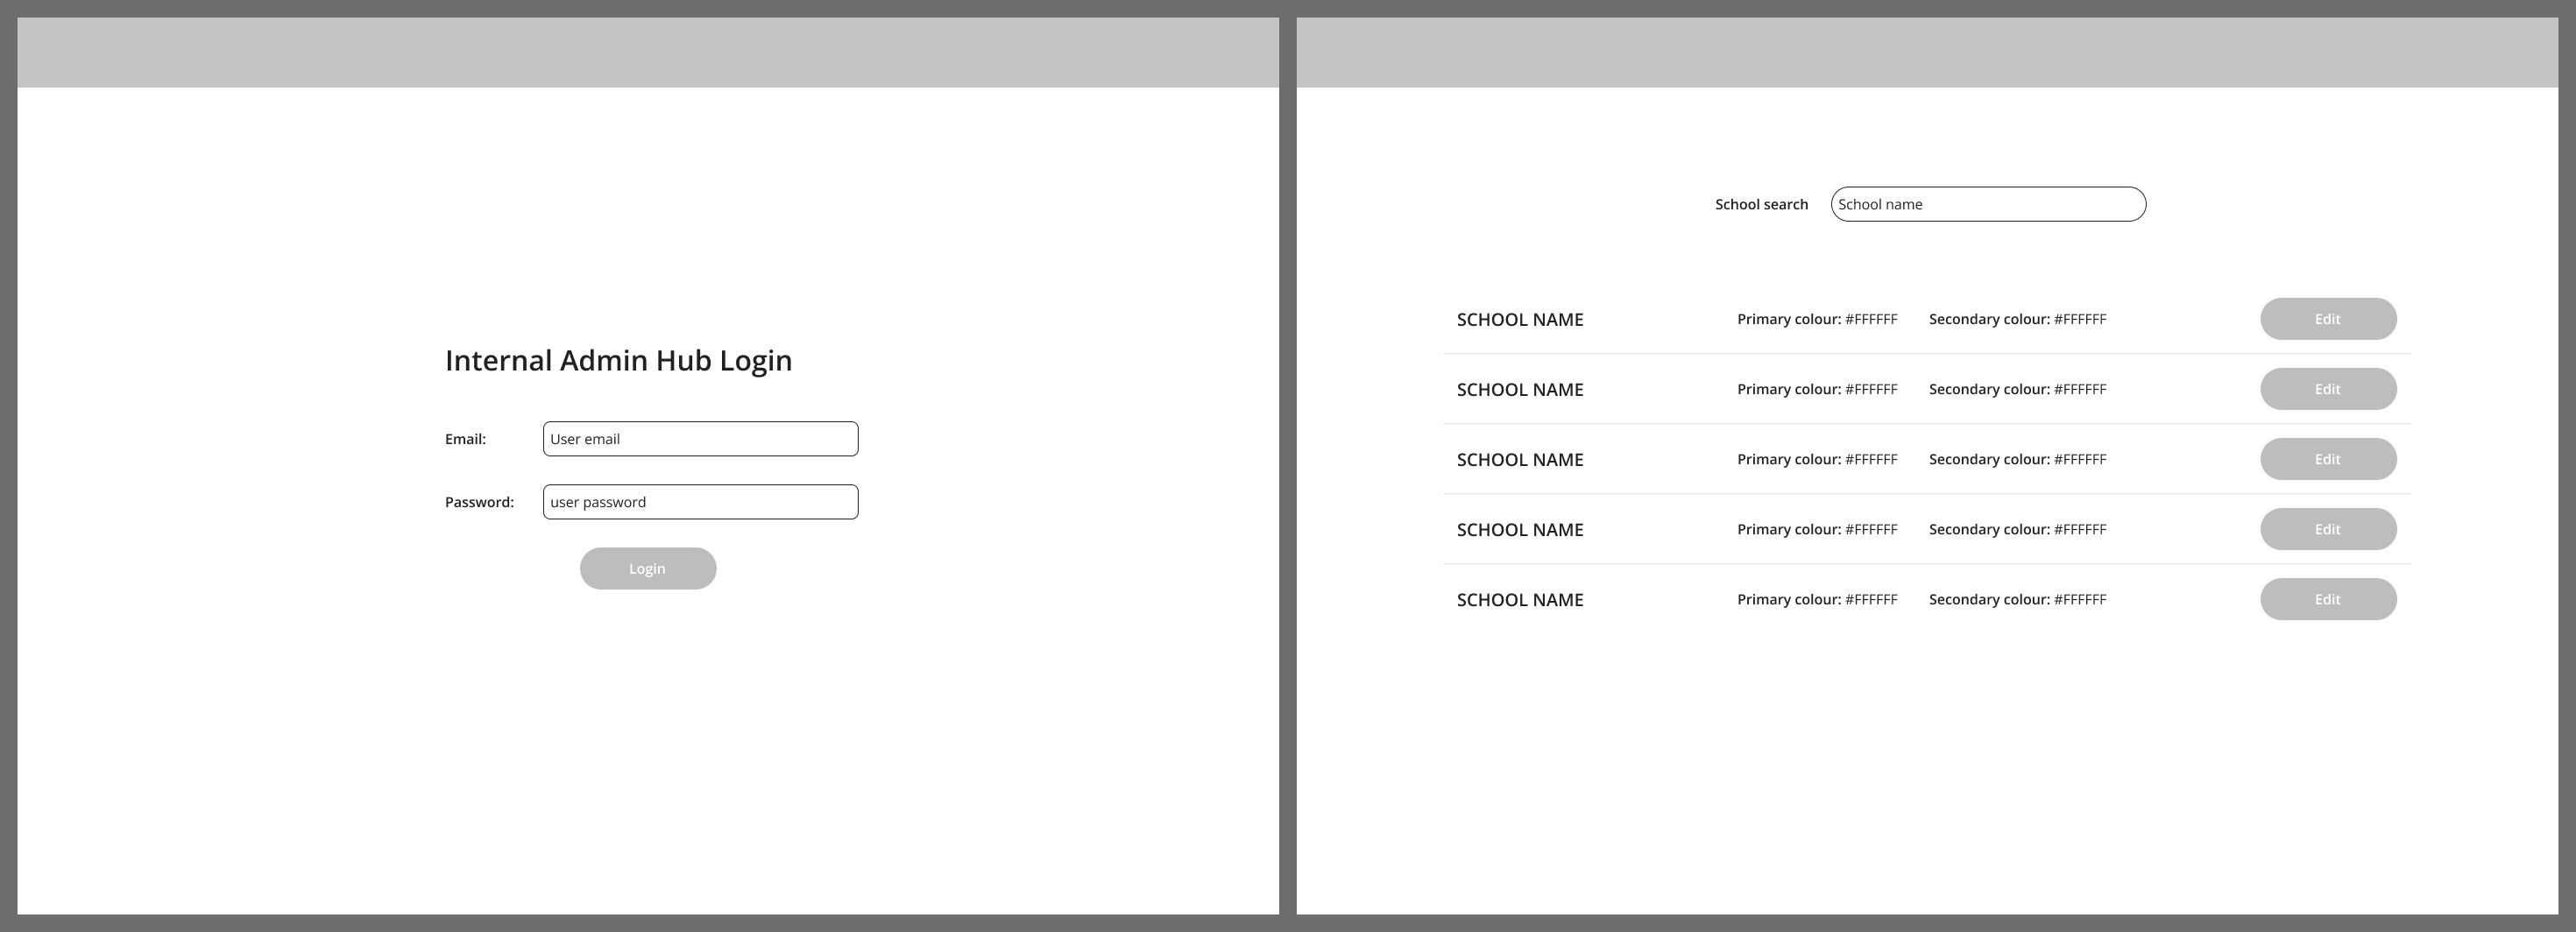 Internal Admin Hub Login
Email: User email
Password: user password
Login
School search School name
SCHOOL NAME Primary colour: #FFFFFF Secondary colour: #FFFFFF Edit
SCHOOL NAME Primary colour: #FFFFFF Secondary colour: #FFFFFF Edit
SCHOOL NAME Primary colour: #FFFFFF Secondary colour: #FFFFFF Edit
SCHOOL NAME Primary colour: #FFFFFF Secondary colour: #FFFFFF Edit
SCHOOL NAME Primary colour: #FFFFFF Secondary colour: #FFFFFF Edit